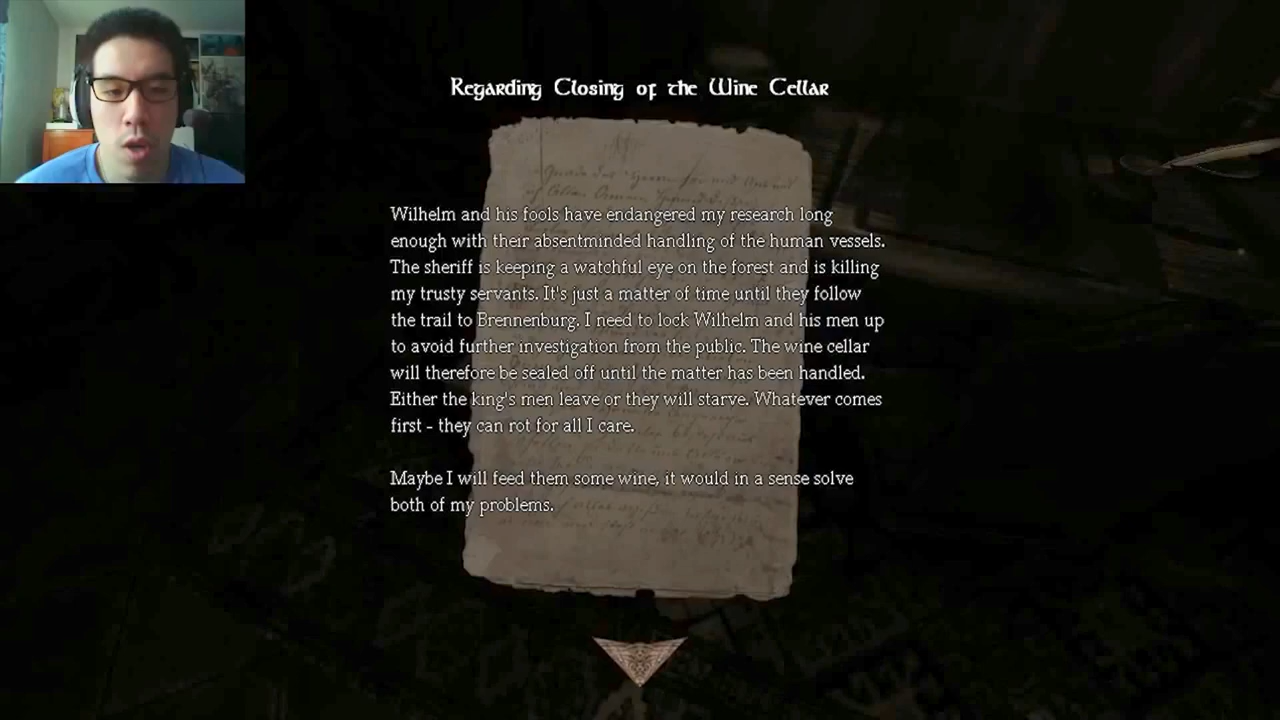 Regarding Closing of the Wine Cellar
Wilhelm and his fools have endangered my research long
enough with their absentminded handling of the human vessels.
The sheriff is keeping a watchful eye on the forest and is killing
my trusty servants. It's just a matter of time until they follow
the trail to Brennenburg. I need to lock Wilhelm and his men up
to avoid further investigation from the public. The wine cellar
will therefore be sealed off until the matter has been handled.
Either the king's men leave or they will starve. Whatever comes
first - they can rot for all I care.
Maybe I will feed them some wine, it would in a sense solve
both of my problems.